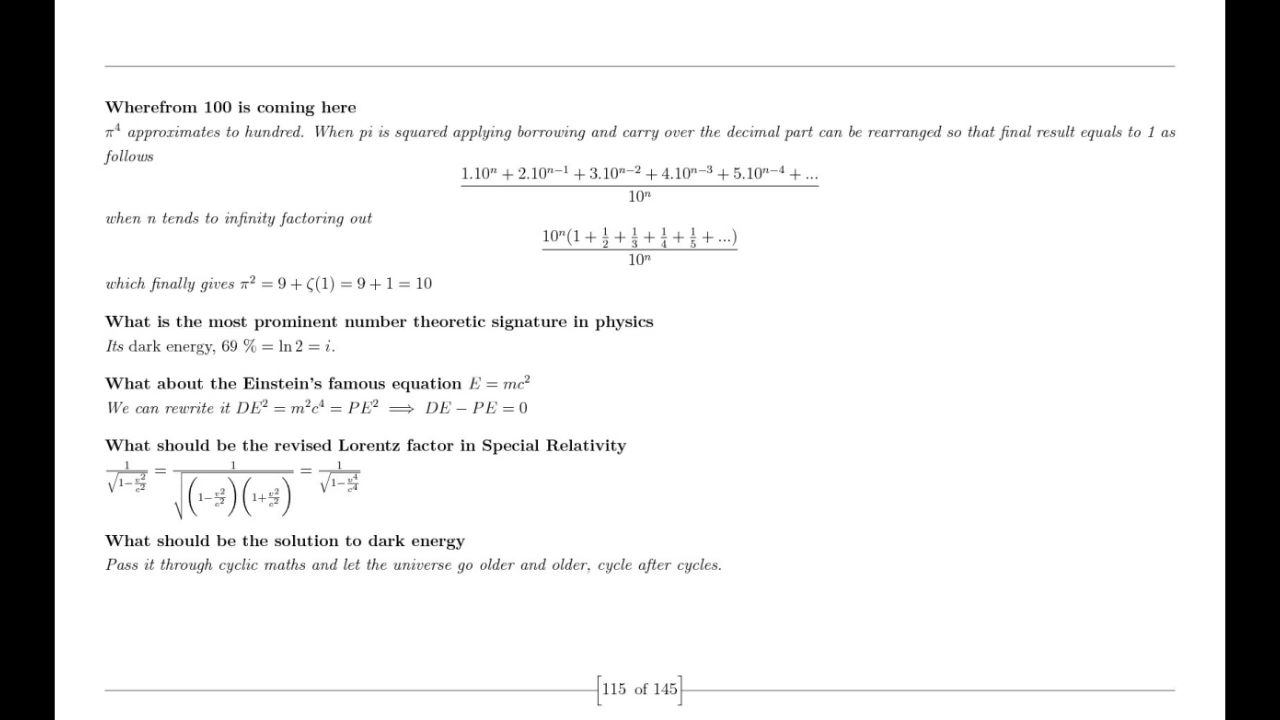 Wherefrom 100 is coming here
π⁴ approximates to hundred. When pi is squared applying borrowing and carry over the decimal part can be rearranged so that final result equals to 1 as
follows
1.10ⁿ + 2.10ⁿ⁻¹ + 3.10ⁿ⁻² + 4.10ⁿ⁻³ + 5.10ⁿ⁻⁴ + ...
10ⁿ
when n tends to infinity factoring out
10ⁿ(1 + 1/2 + 1/3 + 1/4 + 1/5 + ...)
10ⁿ
which finally gives π² = 9 + ζ(1) = 9 + 1 = 10
What is the most prominent number theoretic signature in physics
Its dark energy, 69 % = ln 2 = i.
What about the Einstein's famous equation E = mc²
We can rewrite it DE² = m²c⁴ = PE² ⟹ DE − PE = 0
What should be the revised Lorentz factor in Special Relativity
1/√(1−v²/c²) = 1/√((1−v²/c²)(1+v²/c²)) = 1/√(1−v⁴/c⁴)
What should be the solution to dark energy
Pass it through cyclic maths and let the universe go older and older, cycle after cycles.
[115 of 145]